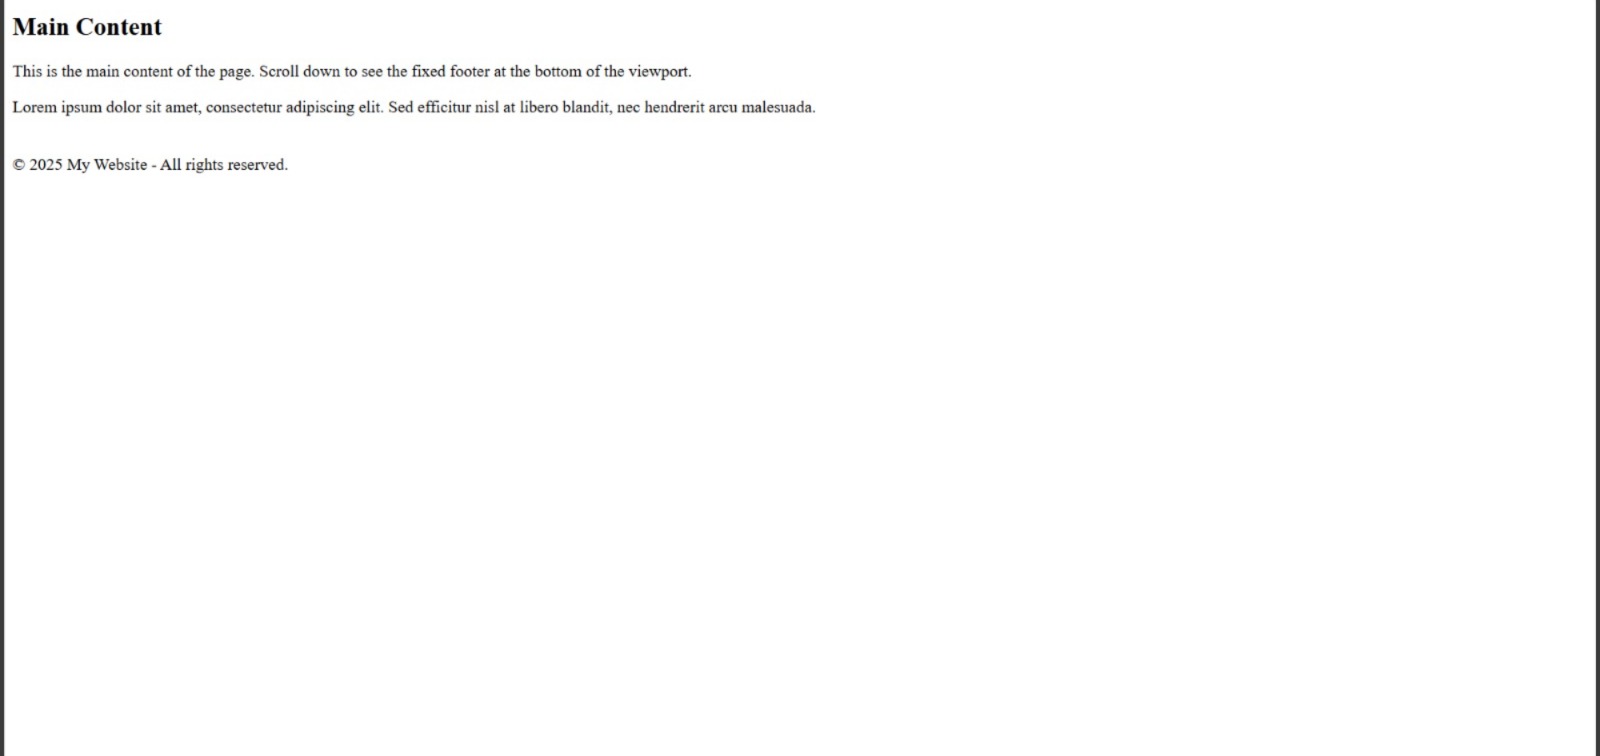 Main Content
This is the main content of the page. Scroll down to see the fixed footer at the bottom of the viewport.
Lorem ipsum dolor sit amet, consectetur adipiscing elit. Sed efficitur nisl at libero blandit, nec hendrerit arcu malesuada.
© 2025 My Website - All rights reserved.